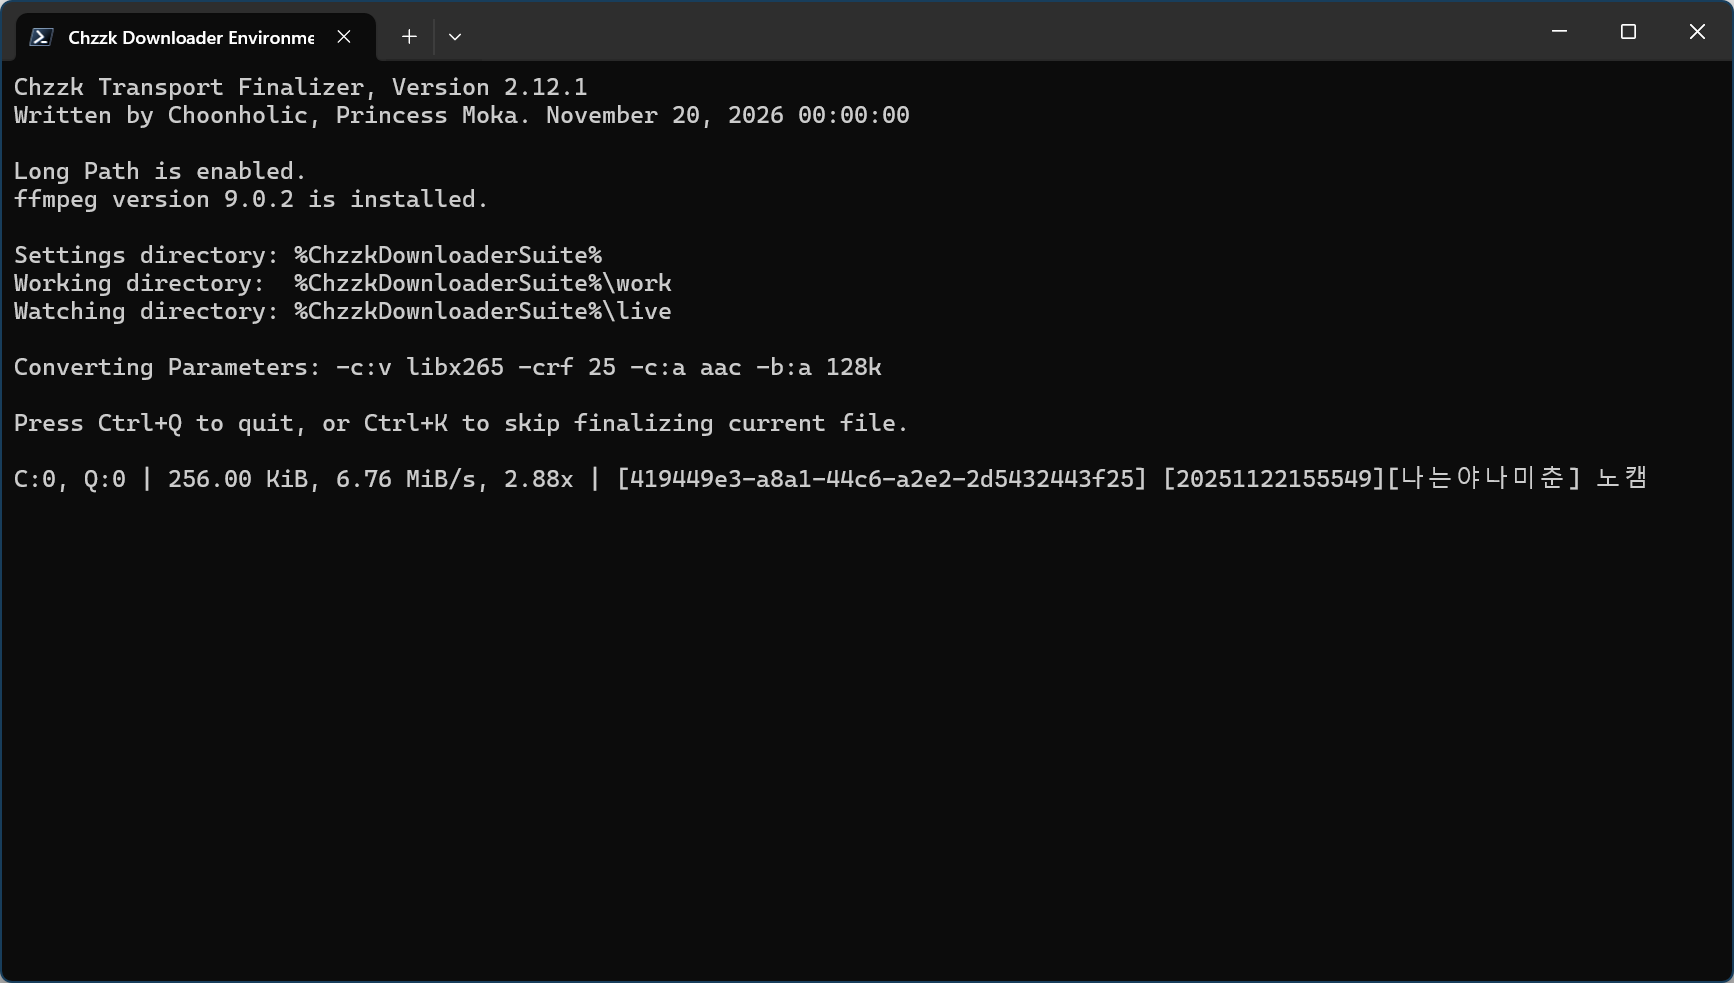 Chzzk Downloader Environme
Chzzk Transport Finalizer, Version 2.12.1
Written by Choonholic, Princess Moka. November 20, 2026 00:00:00
Long Path is enabled.
ffmpeg version 9.0.2 is installed.
Settings directory: %ChzzkDownloaderSuite%
Working directory:  %ChzzkDownloaderSuite%\work
Watching directory: %ChzzkDownloaderSuite%\live
Converting Parameters: -c:v libx265 -crf 25 -c:a aac -b:a 128k
Press Ctrl+Q to quit, or Ctrl+K to skip finalizing current file.
C:0, Q:0 | 256.00 KiB, 6.76 MiB/s, 2.88x | [419449e3-a8a1-44c6-a2e2-2d5432443f25] [20251122155549][나는야나미춘] 노캠